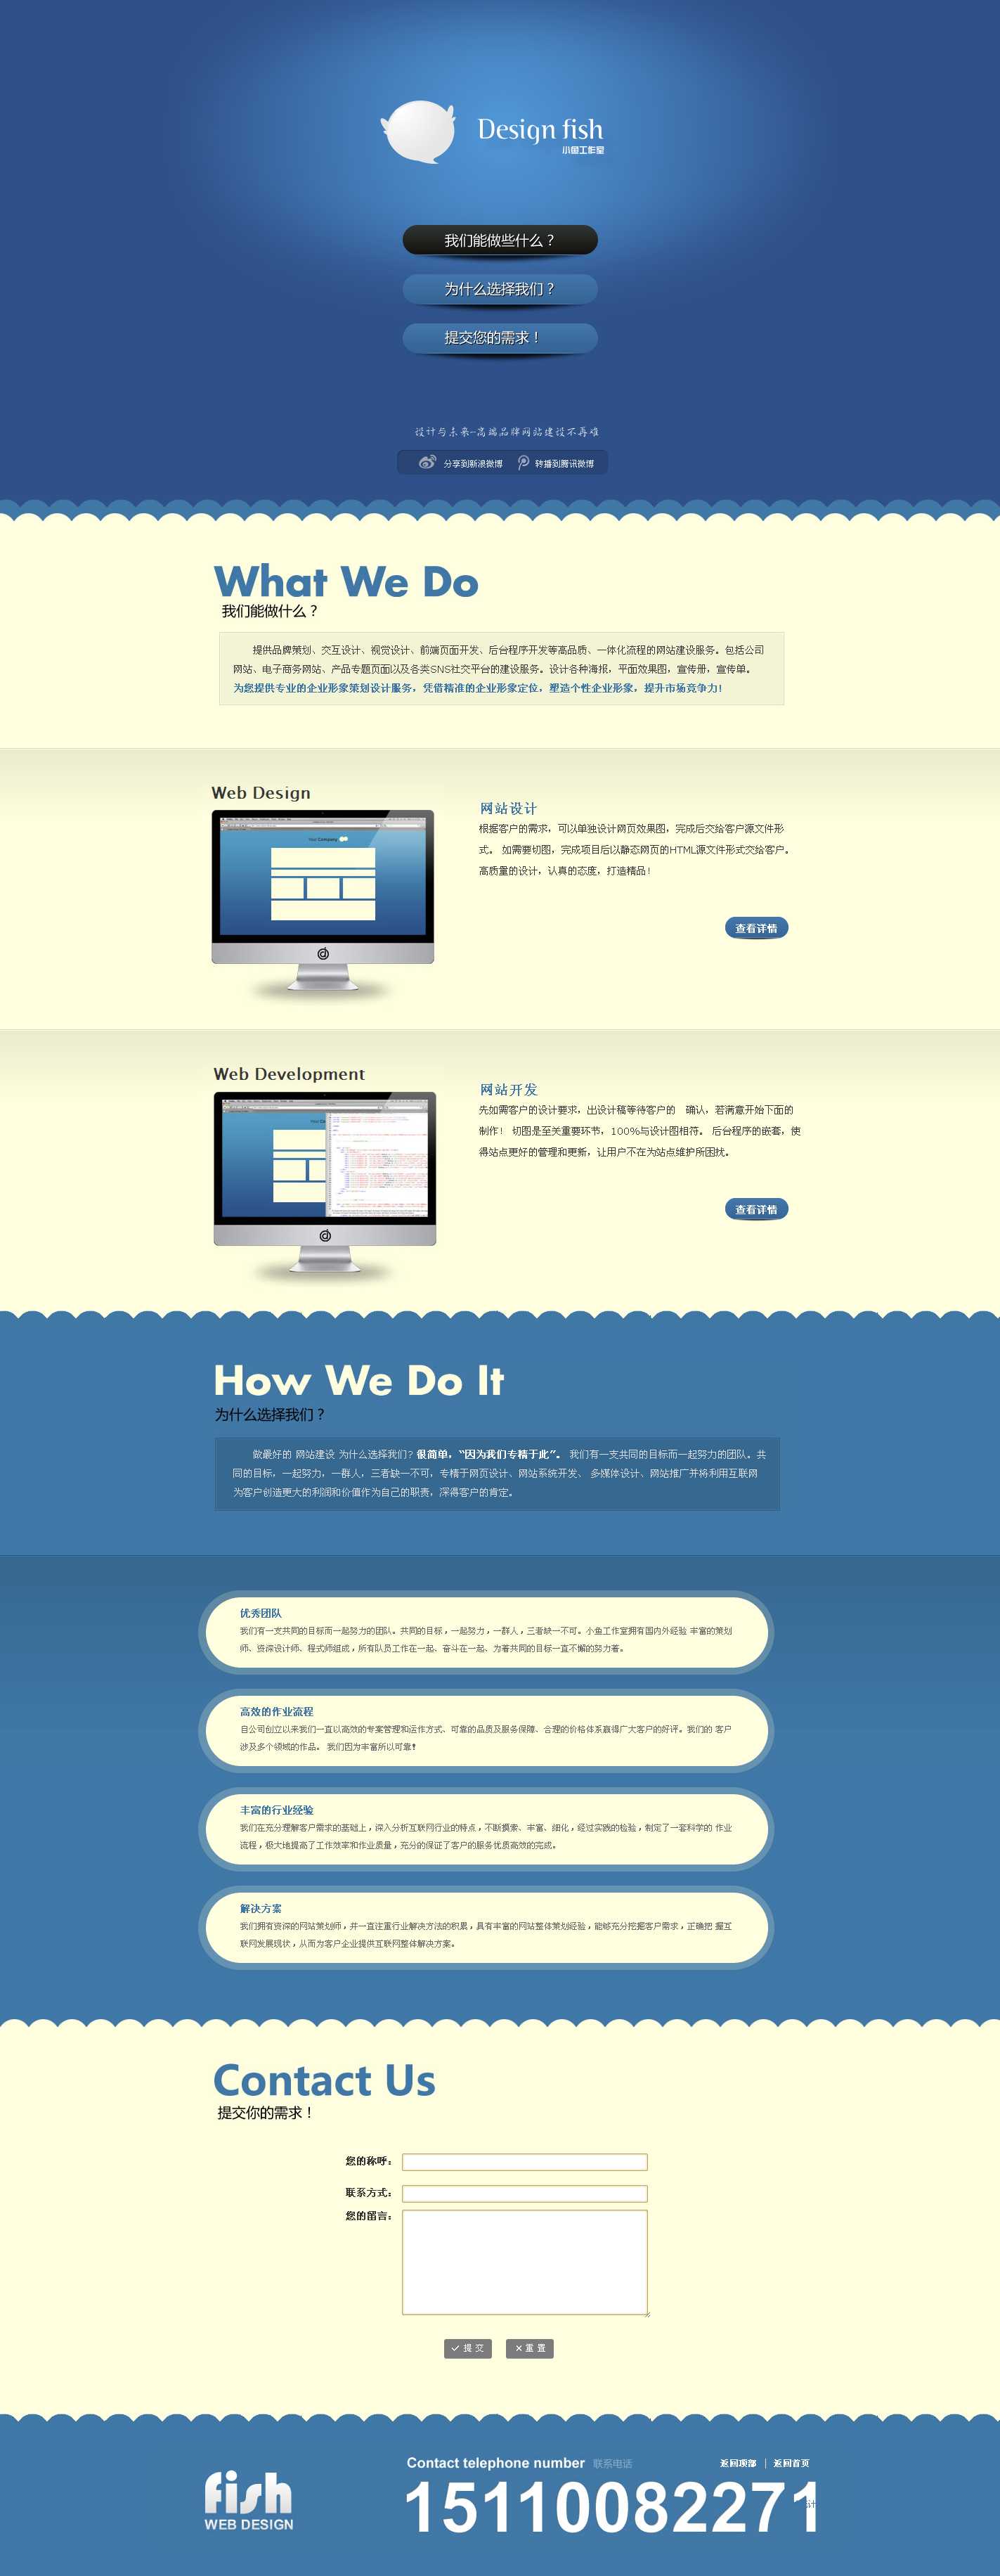 Design fish
小鱼工作室
我们能做些什么？
为什么选择我们？
提交您的需求！
设计与未来-高端品牌网站建设不再难
分享到新浪微博 转播到腾讯微博
What We Do
我们能做什么？
提供品牌策划、交互设计、视觉设计、前端页面开发、后台程序开发等高品质、一体化流程的网站建设服务。包括公司
网站、电子商务网站、产品专题页面以及各类SNS社交平台的建设服务。设计各种海报，平面效果图，宣传册，宣传单。
为您提供专业的企业形象策划设计服务，凭借精准的企业形象定位，塑造个性企业形象，提升市场竞争力!
Web Design
Your Company
网站设计
根据客户的需求，可以单独设计网页效果图，完成后交给客户源文件形
式。 如需要切图，完成项目后以静态网页的HTML源文件形式交给客户。
高质量的设计，认真的态度，打造精品!
查看详情
Web Development
网站开发
先如需客户的设计要求，出设计稿等待客户的　确认，若满意开始下面的
制作!　切图是至关重要环节，100%与设计图相符。 后台程序的嵌套，使
得站点更好的管理和更新，让用户不在为站点维护所困扰。
查看详情
How We Do It
为什么选择我们？
做最好的 网站建设 为什么选择我们? 很简单，“因为我们专精于此”。 我们有一支共同的目标而一起努力的团队。共
同的目标，一起努力，一群人，三者缺一不可，专精于网页设计、网站系统开发、 多媒体设计、网站推广并将利用互联网
为客户创造更大的利润和价值作为自己的职责，深得客户的肯定。
优秀团队
我们有一支共同的目标而一起努力的团队。共同的目标，一起努力，一群人，三者缺一不可。小鱼工作室拥有国内外经验 丰富的策划
师、资深设计师、程式师组成，所有队员工作在一起、奋斗在一起、为着共同的目标一直不懈的努力着。
高效的作业流程
自公司创立以来我们一直以高效的专案管理和运作方式、可靠的品质及服务保障、合理的价格体系赢得广大客户的好评。我们的 客户
涉及多个领域的作品。 我们因为丰富所以可靠!
丰富的行业经验
我们在充分理解客户需求的基础上，深入分析互联网行业的特点，不断摸索、丰富、细化，经过实践的检验，制定了一套科学的 作业
流程，极大地提高了工作效率和作业质量，充分的保证了客户的服务优质高效的完成。
解决方案
我们拥有资深的网站策划师，并一直注重行业解决方法的积累，具有丰富的网站整体策划经验，能够充分挖掘客户需求，正确把 握互
联网发展现状，从而为客户企业提供互联网整体解决方案。
Contact Us
提交你的需求！
您的称呼：
联系方式：
您的留言：
提 交 重 置
Contact telephone number 联系电话 返回顶部 | 返回首页
fish
WEB DESIGN
15110082271